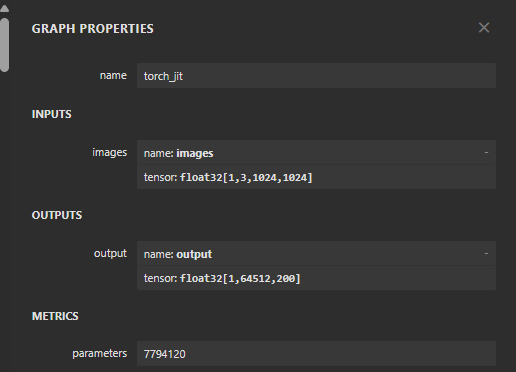 GRAPH PROPERTIES
name torch_jit
INPUTS
images name: images -
tensor: float32[1,3,1024,1024]
OUTPUTS
output name: output -
tensor: float32[1,64512,200]
METRICS
parameters 7794120